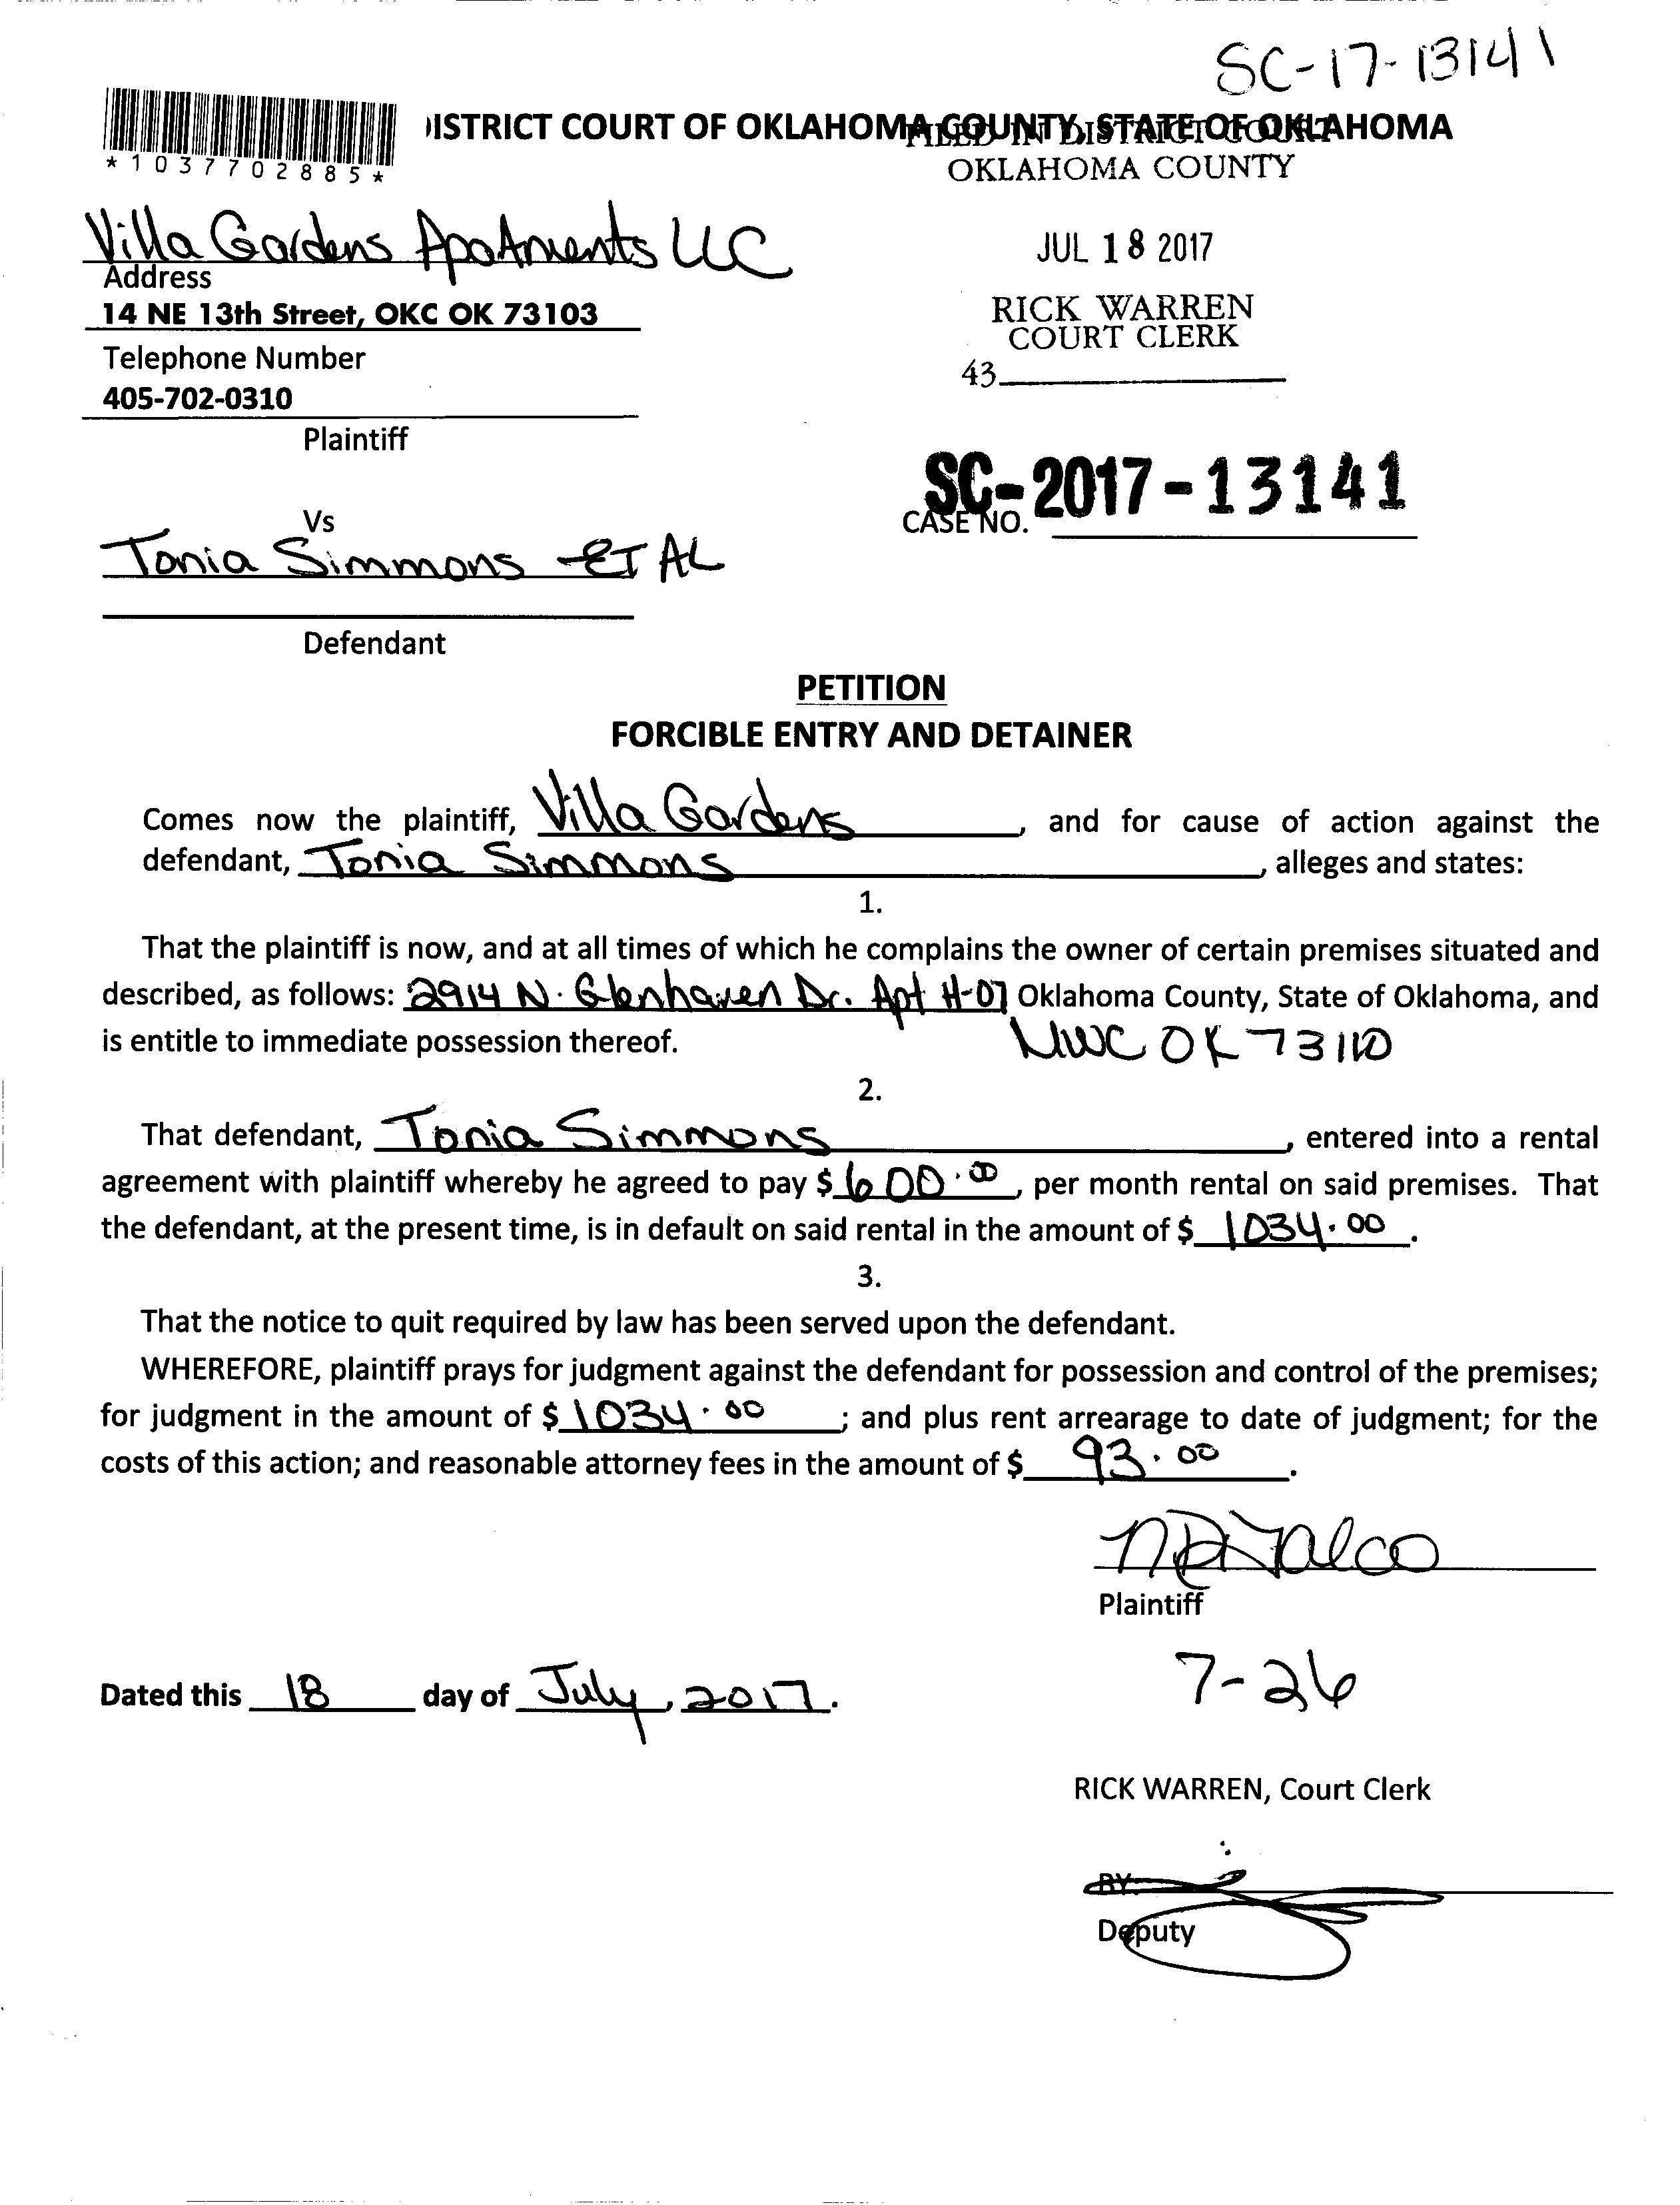 SC-17-13141
DISTRICT COURT OF OKLAHOMA COUNTY, STATE OF OKLAHOMA
FILED IN DISTRICT COURT
OKLAHOMA COUNTY
*1037702885*
JUL 18 2017
RICK WARREN
COURT CLERK
43
Villa Gardens Apatments LLC
Address
14 NE 13th Street, OKC OK 73103
Telephone Number
405-702-0310
Plaintiff
SC-2017-13141
CASE NO.
Vs
Tonia Simmons ET AL
Defendant
PETITION
FORCIBLE ENTRY AND DETAINER
Comes now the plaintiff, Villa Gardens, and for cause of action against the
defendant, Tonia Simmons, alleges and states:
1.
That the plaintiff is now, and at all times of which he complains the owner of certain premises situated and
described, as follows: 2914 N. Glenhaven Dr. Apt H-07 Oklahoma County, State of Oklahoma, and
is entitle to immediate possession thereof. MWC OK 73110
2.
That defendant, Tonia Simmons, entered into a rental
agreement with plaintiff whereby he agreed to pay $600.00, per month rental on said premises. That
the defendant, at the present time, is in default on said rental in the amount of $ 1034.00.
3.
That the notice to quit required by law has been served upon the defendant.
WHEREFORE, plaintiff prays for judgment against the defendant for possession and control of the premises;
for judgment in the amount of $1034.00; and plus rent arrearage to date of judgment; for the
costs of this action; and reasonable attorney fees in the amount of $ 93.00.
Plaintiff
7-26
Dated this 18 day of July, 2017.
RICK WARREN, Court Clerk
BY:
Deputy